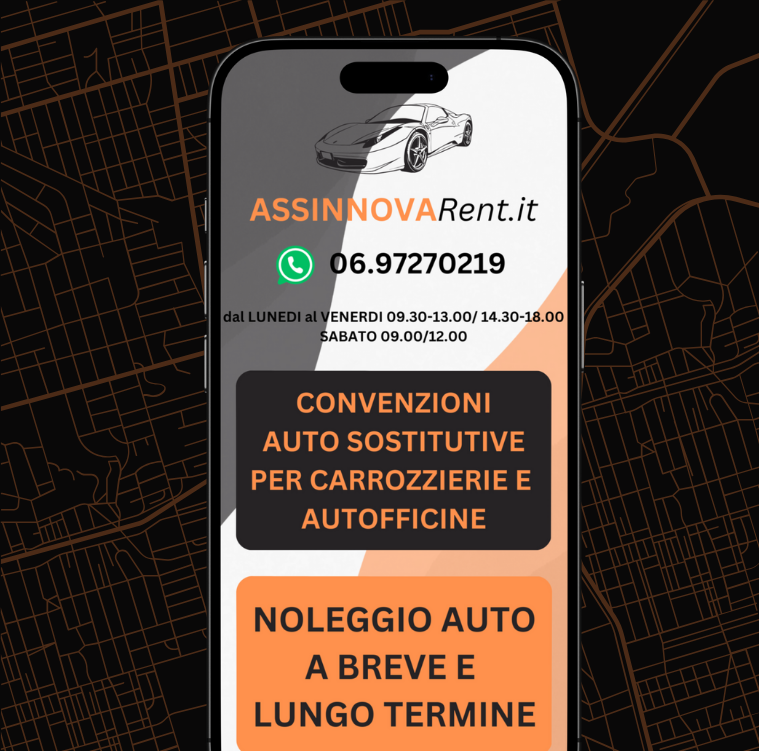 ASSINNOVARent.it
06.97270219
dal LUNEDI al VENERDI 09.30-13.00/ 14.30-18.00
SABATO 09.00/12.00
CONVENZIONI
AUTO SOSTITUTIVE
PER CARROZZIERIE E
AUTOFFICINE
NOLEGGIO AUTO
A BREVE E
LUNGO TERMINE